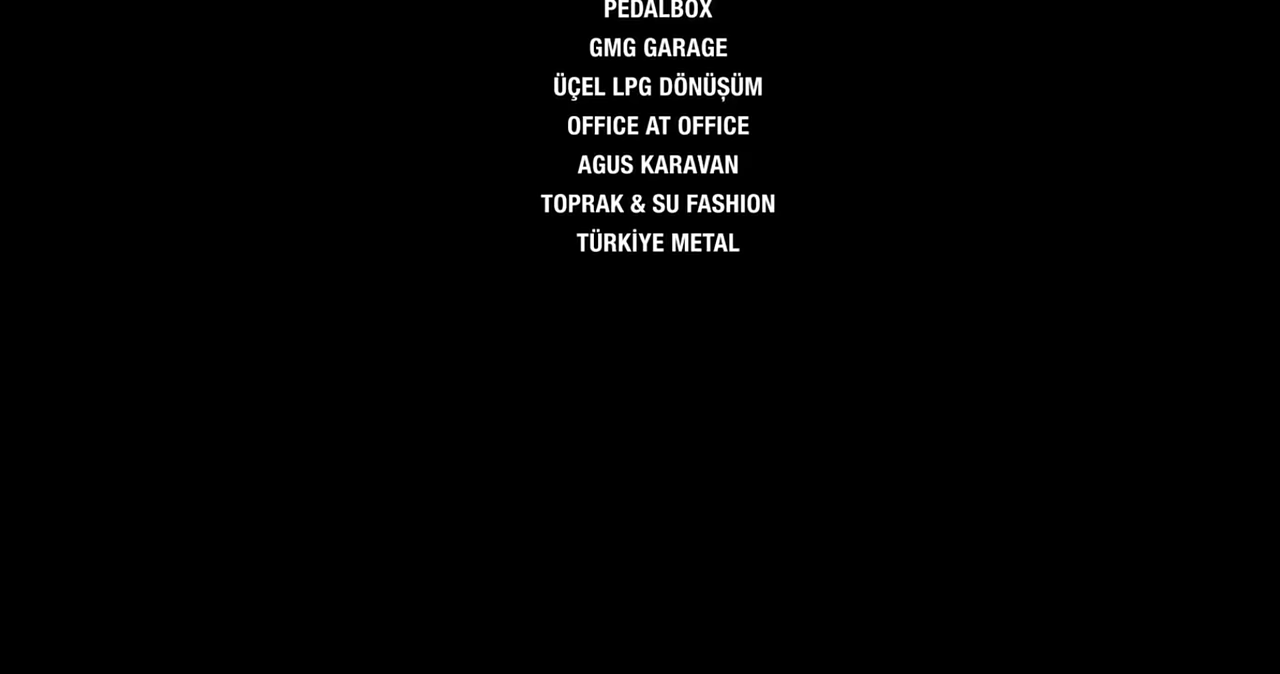 PEDALBOX
GMG GARAGE
ÜÇEL LPG DÖNÜŞÜM
OFFICE AT OFFICE
AGUS KARAVAN
TOPRAK & SU FASHION
TÜRKİYE METAL